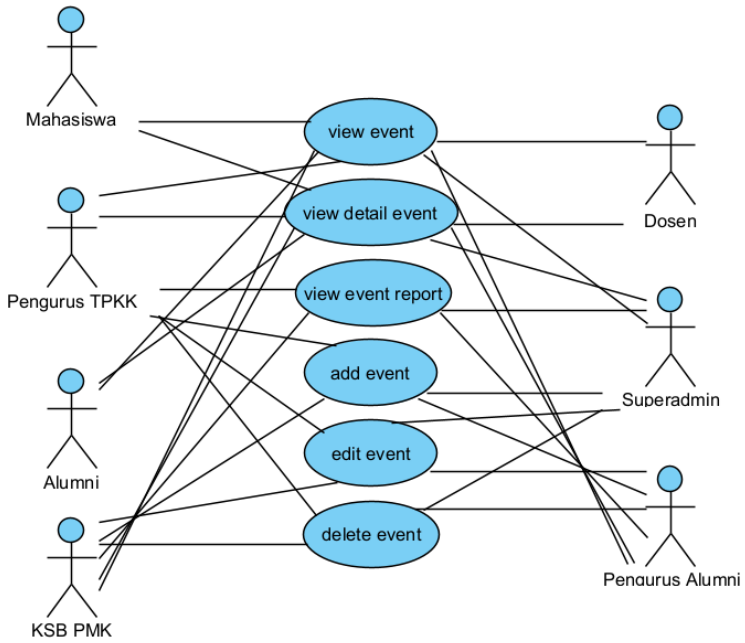 Mahasiswa
view event
Dosen
view detail event
Pengurus TPKK
view event report
add event
Superadmin
Alumni
edit event
delete event
Pengurus Alumni
KSB PMK